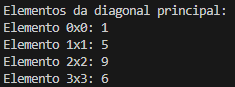 Elementos da diagonal principal:
Elemento 0x0: 1
Elemento 1x1: 5
Elemento 2x2: 9
Elemento 3x3: 6